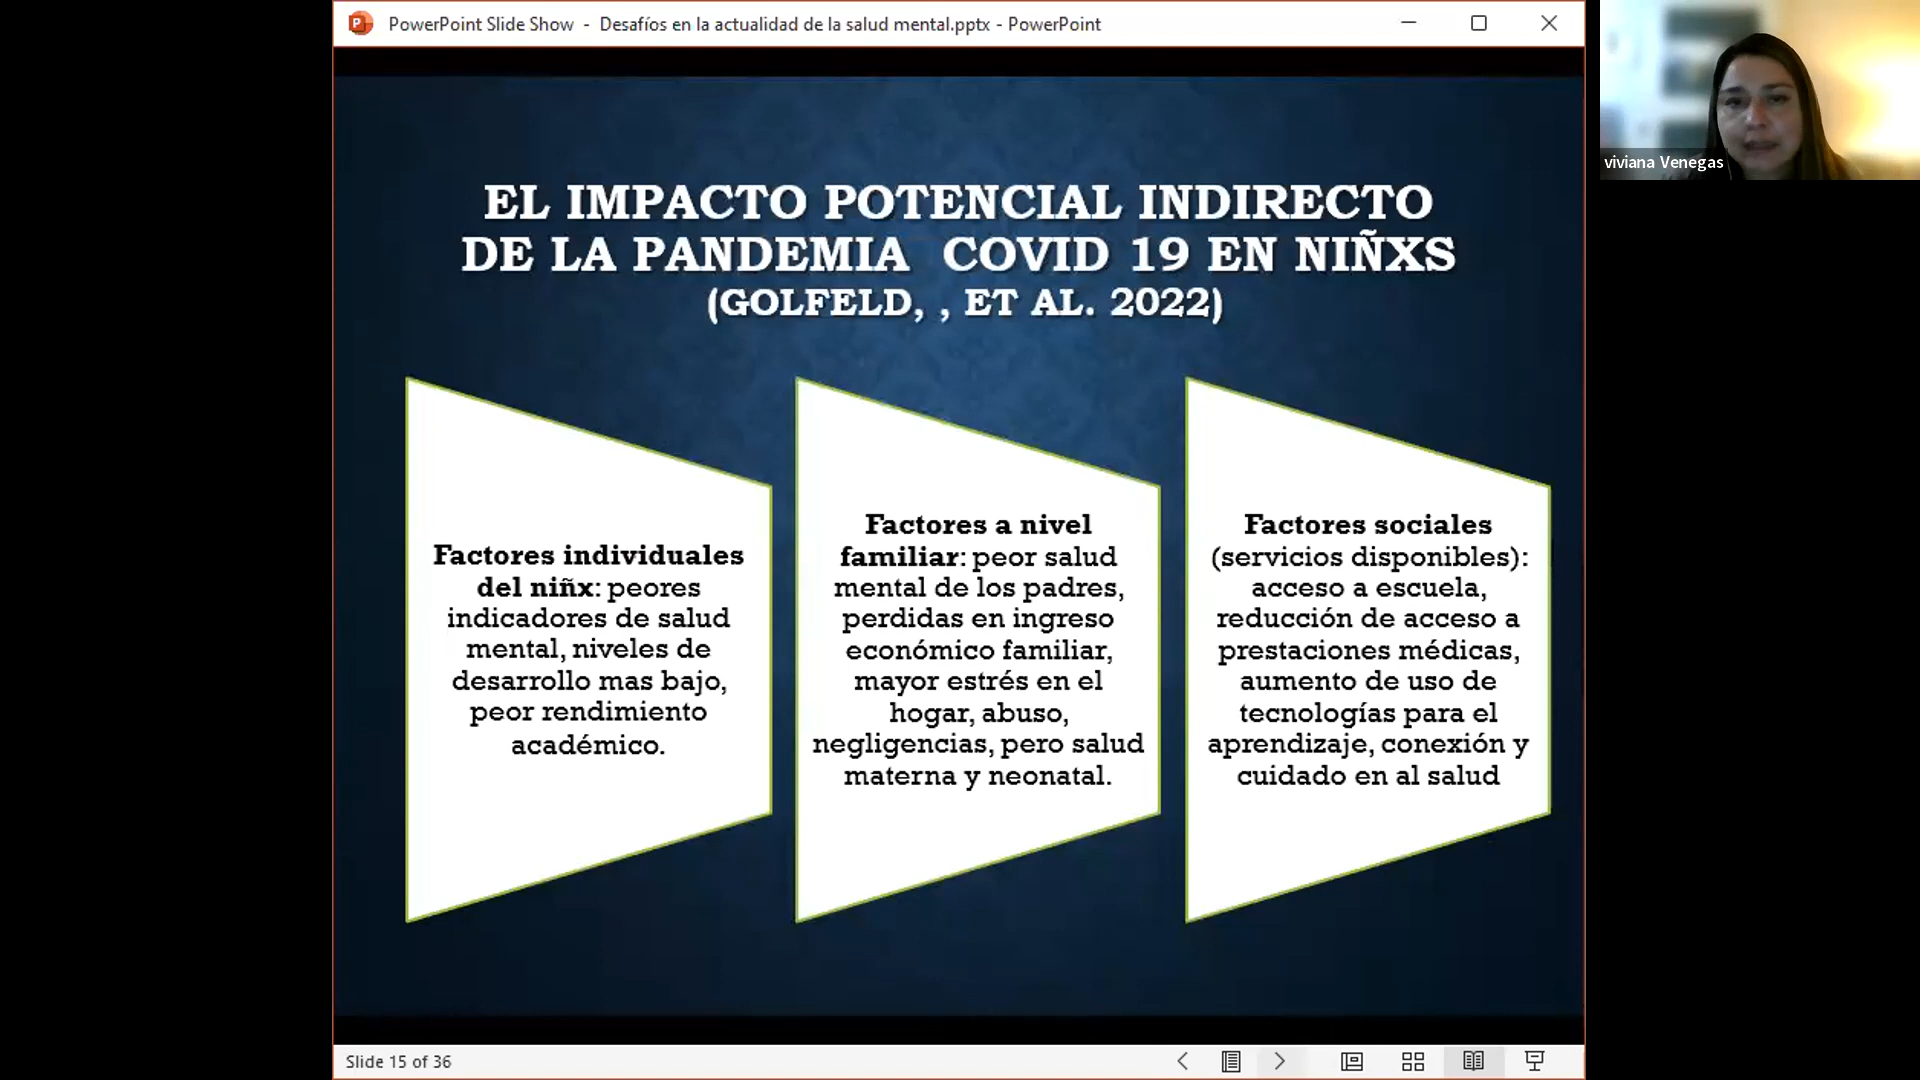 PowerPoint Slide Show - Desafíos en la actualidad de la salud mental.pptx - PowerPoint
viviana Venegas
EL IMPACTO POTENCIAL INDIRECTO
DE LA PANDEMIA COVID 19 EN NIÑXS
(GOLFELD, , ET AL. 2022)
Factores individuales
del niñx: peores
indicadores de salud
mental, niveles de
desarrollo mas bajo,
peor rendimiento
académico.
Factores a nivel
familiar: peor salud
mental de los padres,
perdidas en ingreso
económico familiar,
mayor estrés en el
hogar, abuso,
negligencias, pero salud
materna y neonatal.
Factores sociales
(servicios disponibles):
acceso a escuela,
reducción de acceso a
prestaciones médicas,
aumento de uso de
tecnologías para el
aprendizaje, conexión y
cuidado en al salud
Slide 15 of 36